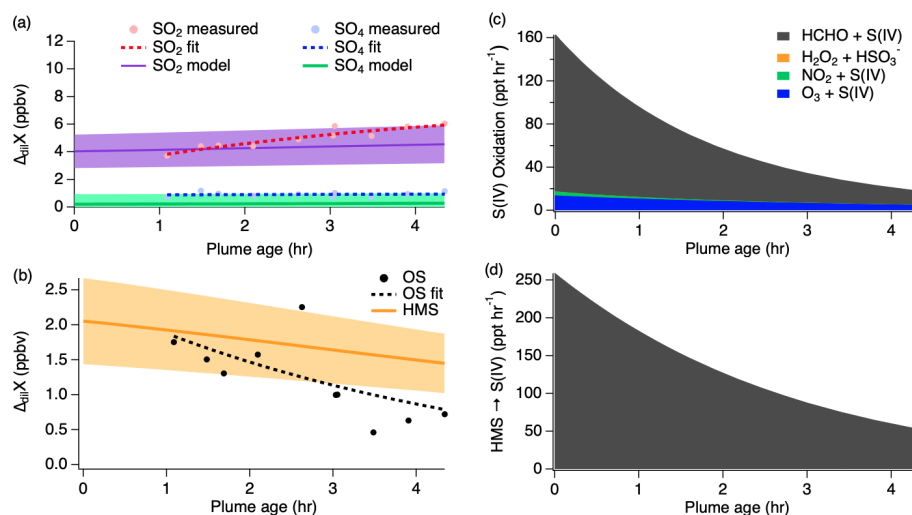 (a)
SO₂ measured
SO₂ fit
SO₂ model
SO₄ measured
SO₄ fit
SO₄ model
12
10
8
6
4
2
0
Δ_dil X (ppbv)
0 1 2 3 4
Plume age (hr)
(b)
OS
OS fit
HMS
2.5
2.0
1.5
1.0
0.5
0.0
Δ_dil X (ppbv)
0 1 2 3 4
Plume age (hr)
(c)
HCHO + S(IV)
H₂O₂ + HSO₃⁻
NO₂ + S(IV)
O₃ + S(IV)
160
120
80
40
0
S(IV) Oxidation (ppt hr⁻¹)
0 1 2 3 4
Plume age (hr)
(d)
250
200
150
100
50
0
HMS → S(IV) (ppt hr⁻¹)
0 1 2 3 4
Plume age (hr)